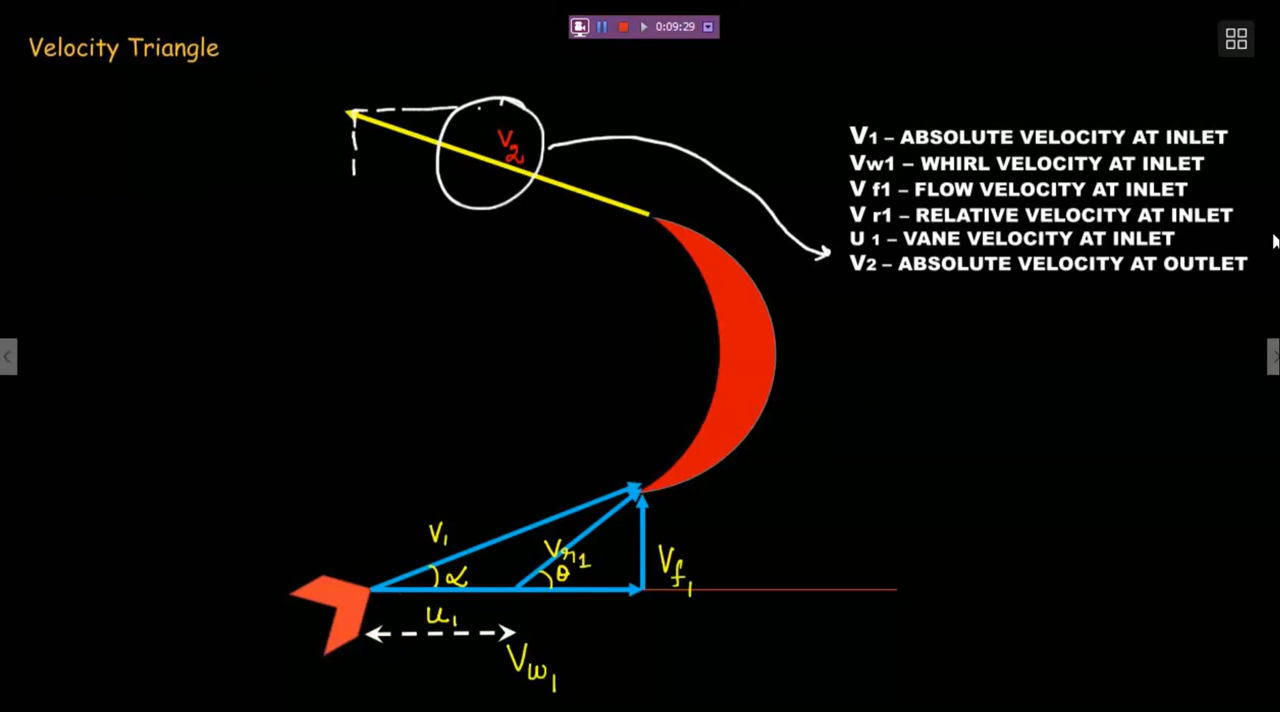 0:09:29
Velocity Triangle
V2
V1 – ABSOLUTE VELOCITY AT INLET
Vw1 – WHIRL VELOCITY AT INLET
V f1 – FLOW VELOCITY AT INLET
V r1 – RELATIVE VELOCITY AT INLET
U 1 – VANE VELOCITY AT INLET
V2 – ABSOLUTE VELOCITY AT OUTLET
V1
Vr1
α
θ
Vf1
u1
Vw1